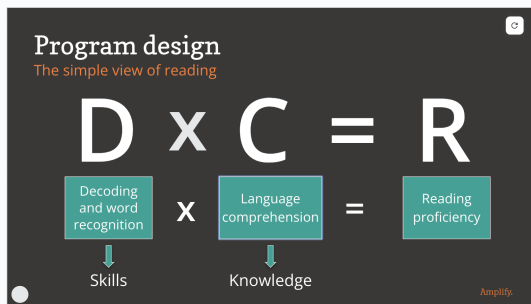 Program design
The simple view of reading
D x C = R
Decoding
and word
recognition
x
Language
comprehension
=
Reading
proficiency
Skills
Knowledge
Amplify.